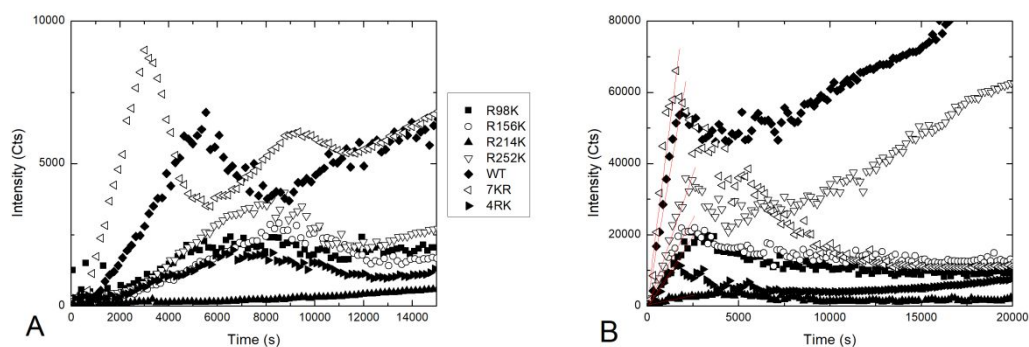 10000
5000
0
Intensity (Cts)
0 2000 4000 6000 8000 10000 12000 14000
Time (s)
A
R98K
R156K
R214K
R252K
WT
7KR
4RK
80000
60000
40000
20000
0
Intensity (Cts)
0 5000 10000 15000 20000
Time (s)
B